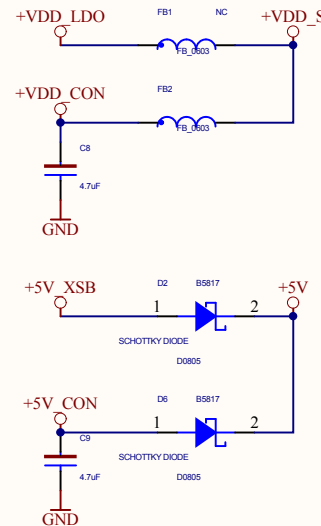 FB1 NC
+VDD_LDO +VDD_S
FB_0603
FB2
+VDD_CON
FB_0603
C8
4.7uF
GND
D2 B5817
+5V_XSB +5V
1 2
SCHOTTKY DIODE
D0805
D6 B5817
+5V_CON
1 2
C9
SCHOTTKY DIODE
4.7uF
D0805
GND